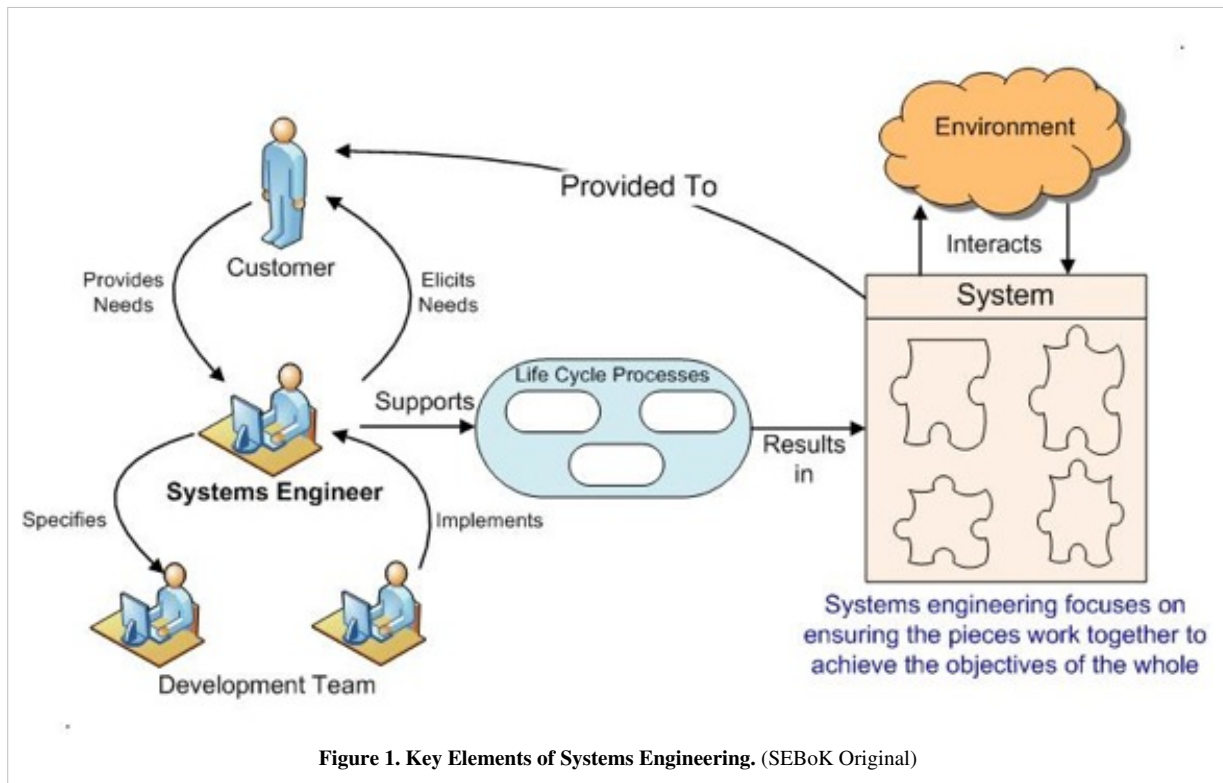 Environment
Provided To
Interacts
Customer
Provides
Needs
Elicits
Needs
System
Life Cycle Processes
Supports
Results
in
Systems Engineer
Specifies
Implements
Development Team
Systems engineering focuses on
ensuring the pieces work together to
achieve the objectives of the whole
Figure 1. Key Elements of Systems Engineering. (SEBoK Original)